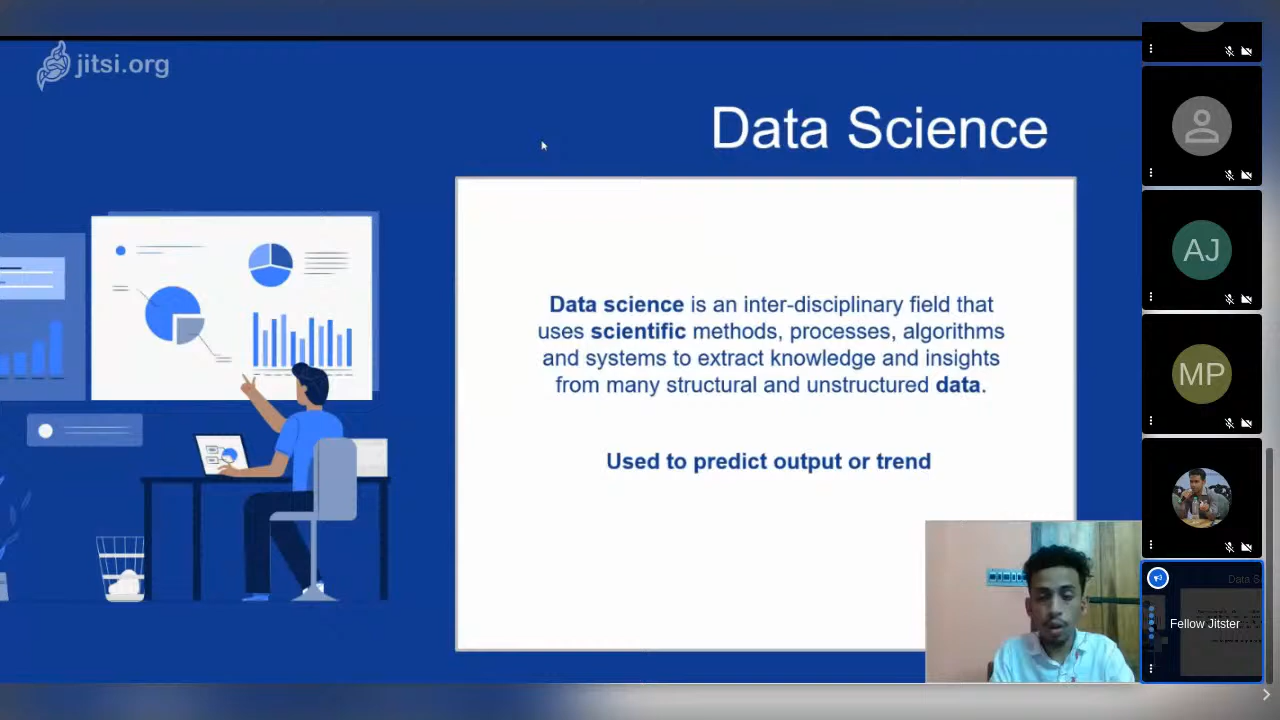 jitsi.org
Data Science
Data science is an inter-disciplinary field that
uses scientific methods, processes, algorithms
and systems to extract knowledge and insights
from many structural and unstructured data.
Used to predict output or trend
AJ
MP
Data S
Fellow Jitster